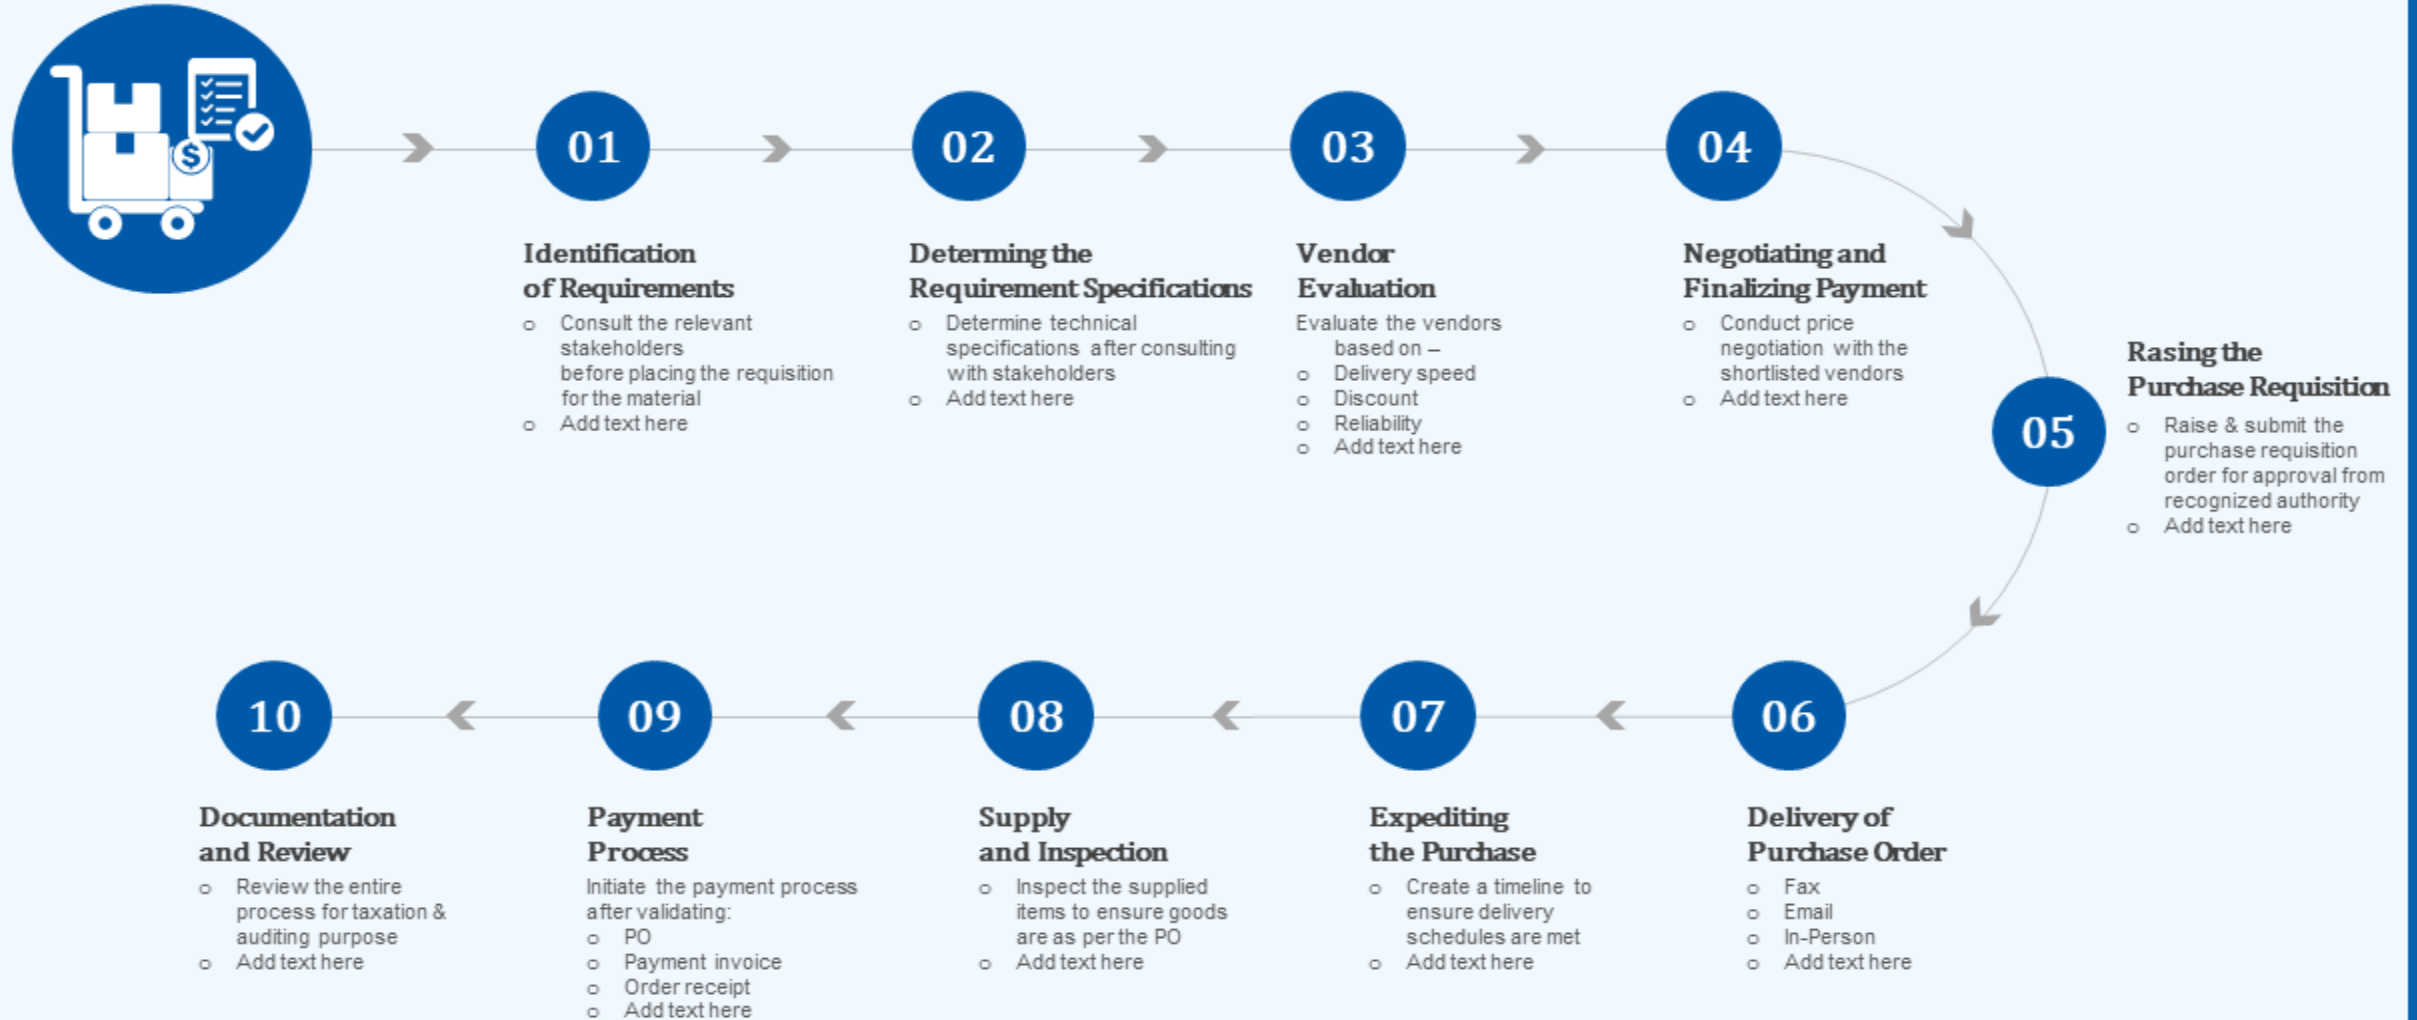 01
Identification
of Requirements
o Consult the relevant
stakeholders
before placing the requisition
for the material
o Add text here
02
Determing the
Requirement Specifications
o Determine technical
specifications after consulting
with stakeholders
o Add text here
03
Vendor
Evaluation
Evaluate the vendors
based on –
o Delivery speed
o Discount
o Reliability
o Add text here
04
Negotiating and
Finalizing Payment
o Conduct price
negotiation with the
shortlisted vendors
o Add text here
05
Rasing the
Purchase Requisition
o Raise & submit the
purchase requisition
order for approval from
recognized authority
o Add text here
06
Delivery of
Purchase Order
o Fax
o Email
o In-Person
o Add text here
07
Expediting
the Purchase
o Create a timeline to
ensure delivery
schedules are met
o Add text here
08
Supply
and Inspection
o Inspect the supplied
items to ensure goods
are as per the PO
o Add text here
09
Payment
Process
Initiate the payment process
after validating:
o PO
o Payment invoice
o Order receipt
o Add text here
10
Documentation
and Review
o Review the entire
process for taxation &
auditing purpose
o Add text here
$